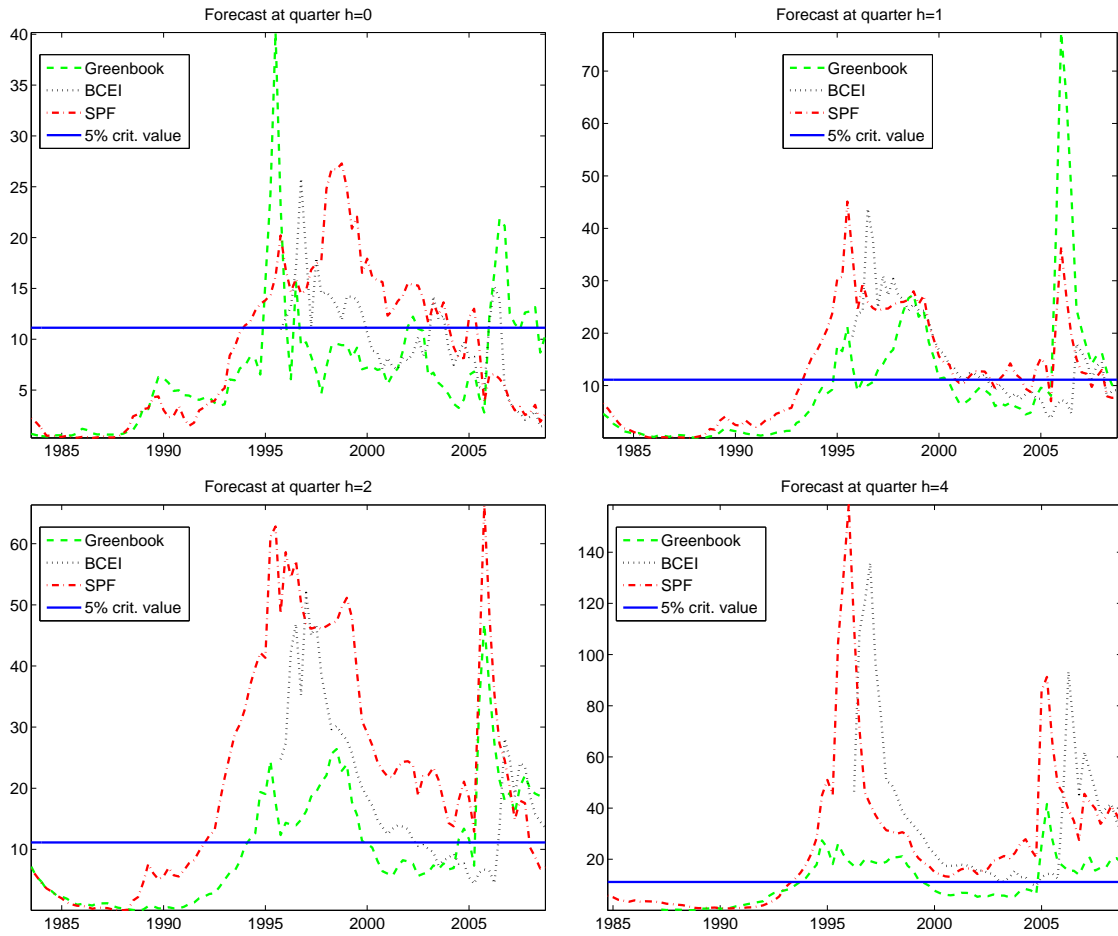 Forecast at quarter h=0
40
35
30
25
20
15
10
5
Greenbook
BCEI
SPF
5% crit. value
1985 1990 1995 2000 2005
Forecast at quarter h=1
70
60
50
40
30
20
10
Greenbook
BCEI
SPF
5% crit. value
1985 1990 1995 2000 2005
Forecast at quarter h=2
60
50
40
30
20
10
Greenbook
BCEI
SPF
5% crit. value
1985 1990 1995 2000 2005
Forecast at quarter h=4
140
120
100
80
60
40
20
Greenbook
BCEI
SPF
5% crit. value
1985 1990 1995 2000 2005